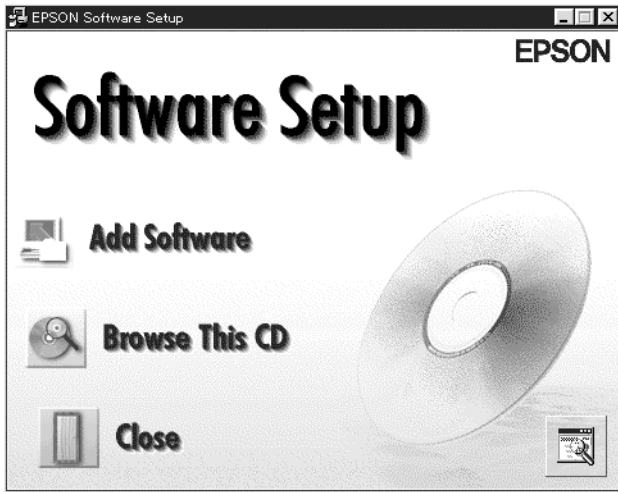 EPSON Software Setup
EPSON
Software Setup
Add Software
Browse This CD
Close